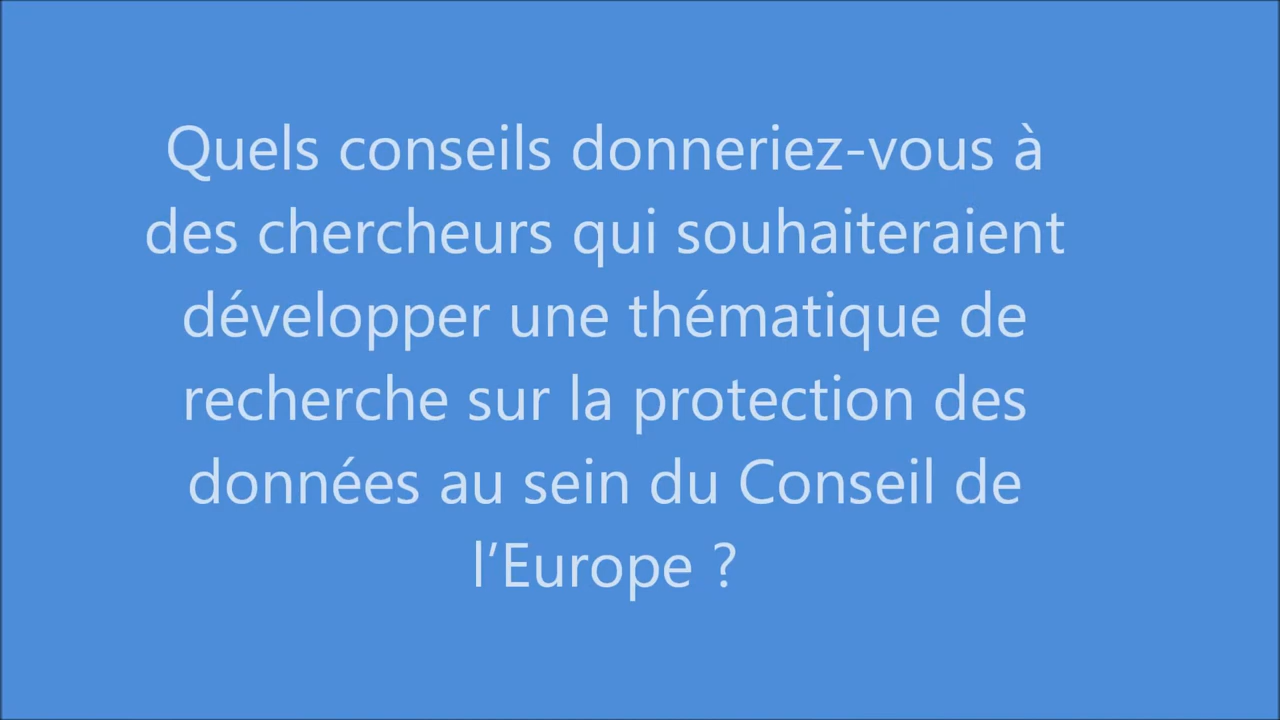 Quels conseils donneriez-vous à
des chercheurs qui souhaiteraient
développer une thématique de
recherche sur la protection des
données au sein du Conseil de
l’Europe ?